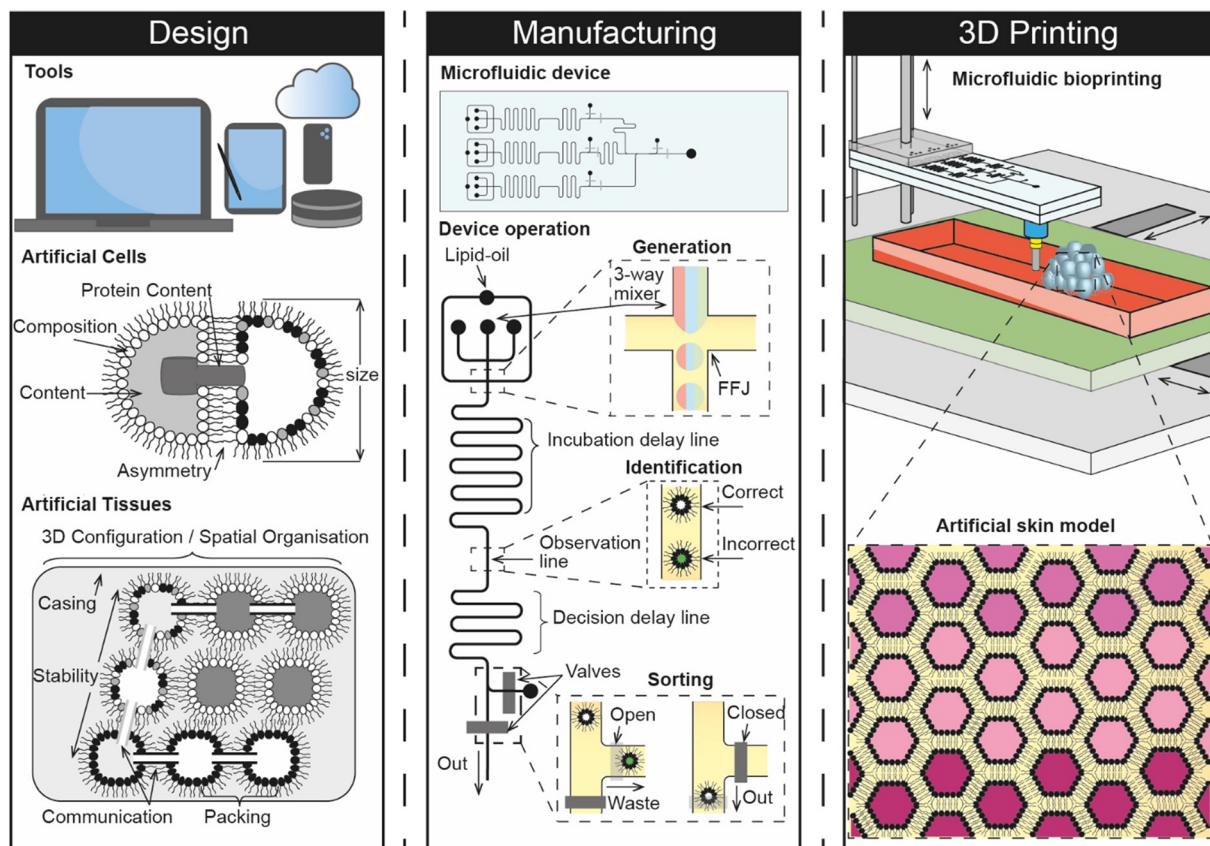 Design
Tools
Artificial Cells
Protein Content
Composition
Content
size
Asymmetry
Artificial Tissues
3D Configuration / Spatial Organisation
Casing
Stability
Communication
Packing
Manufacturing
Microfluidic device
Device operation
Lipid-oil
Generation
3-way
mixer
FFJ
Incubation delay line
Identification
Correct
Observation
line
Incorrect
Decision delay line
Valves
Sorting
Open
Closed
Out
Waste
Out
3D Printing
Microfluidic bioprinting
Artificial skin model